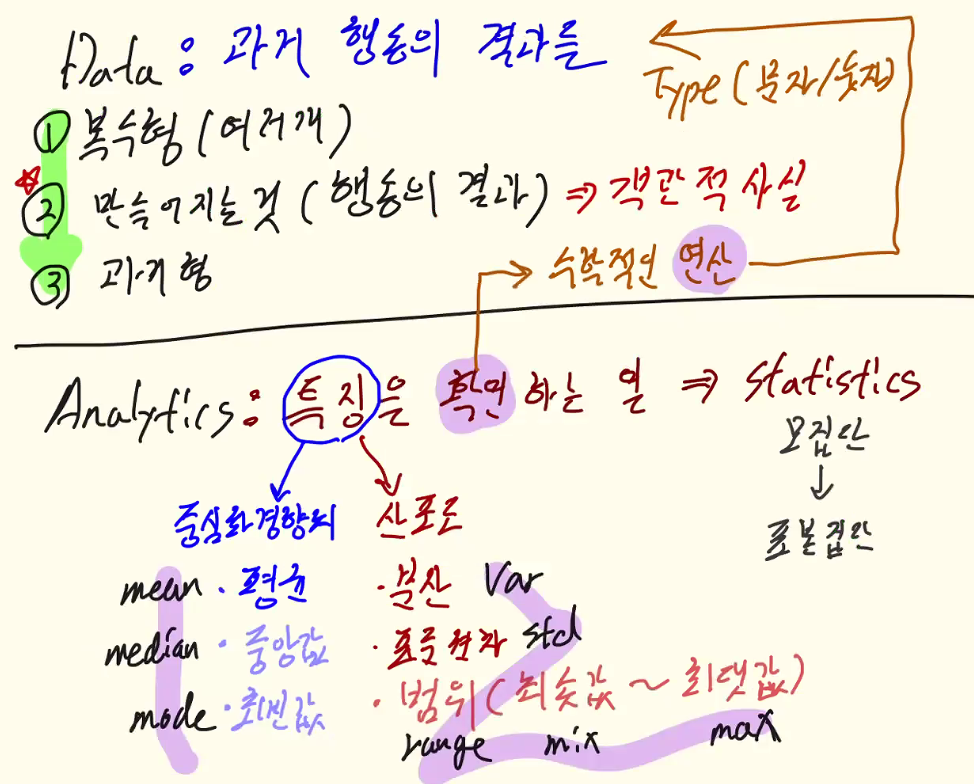 Data : 과거 행동의 결과들
Type (문자/숫자)
① 복수형 (여러개)
② 만들어지는 것 (행동의 결과) ⇒ 객관적 사실
③ 과거형
수학적인 연산
Analytics : 특징을 확인하는 일 ⇒ statistics
모집단
↓
표본집단
중심화경향치 산포도
mean · 평균 · 분산 Var
median · 중앙값 · 표준편차 std
mode · 최빈값 · 범위 (최솟값 ~ 최댓값)
range mix max